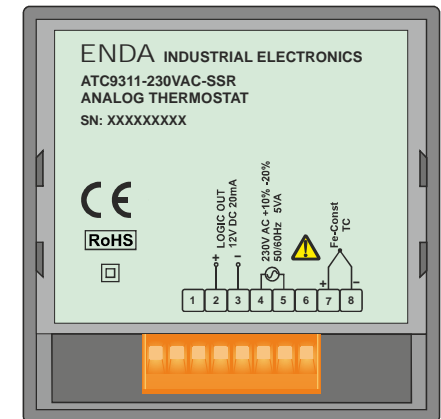 ENDA INDUSTRIAL ELECTRONICS
ATC9311-230VAC-SSR
ANALOG THERMOSTAT
SN: XXXXXXXXX
CE
RoHS
+ LOGIC OUT -
12V DC 20mA
230V AC +10% -20%
50/60Hz 5VA
Fe-Const
TC
+ -
1 2 3 4 5 6 7 8